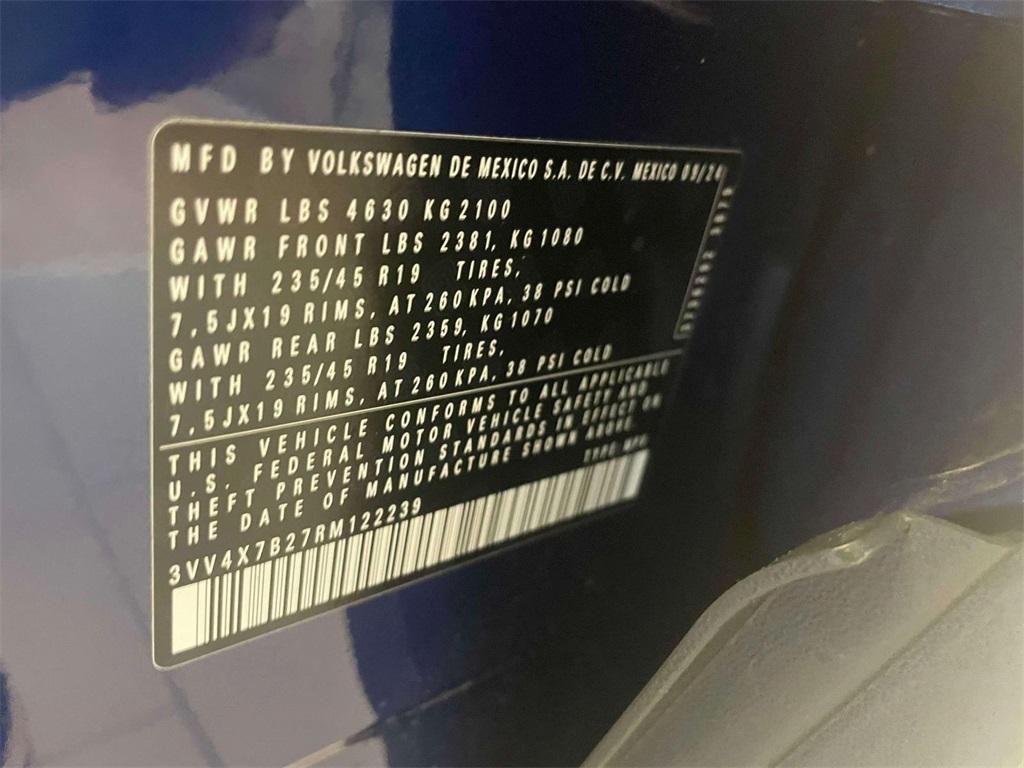 MFD BY VOLKSWAGEN DE MEXICO S.A. DE C.V. MEXICO 09/24
GVWR LBS 4630 KG 2100
GAWR FRONT LBS 2381, KG 1080
WITH 235/45 R19 TIRES,
7,5JX19 RIMS, AT 260 KPA, 38 PSI COLD
GAWR REAR LBS 2359, KG 1070
WITH 235/45 R19 TIRES,
7,5JX19 RIMS, AT 260 KPA, 38 PSI COLD
THIS VEHICLE CONFORMS TO ALL APPLICABLE
U.S. FEDERAL MOTOR VEHICLE SAFETY AND
THEFT PREVENTION STANDARDS IN EFFECT ON
THE DATE OF MANUFACTURE SHOWN ABOVE.
3VV4X7B27RM122239